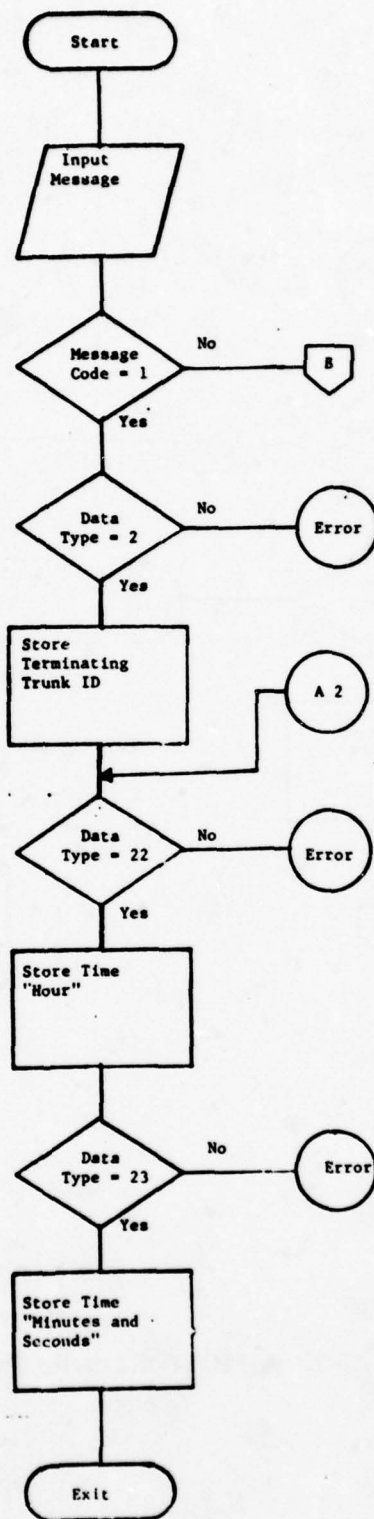 Start
Input
Message
Message
Code = 1
No
B
Yes
Data
Type = 2
No
Error
Yes
Store
Terminating
Trunk ID
A 2
Data
Type = 22
No
Error
Yes
Store Time
"Hour"
Data
Type = 23
No
Error
Yes
Store Time
"Minutes and
Seconds"
Exit